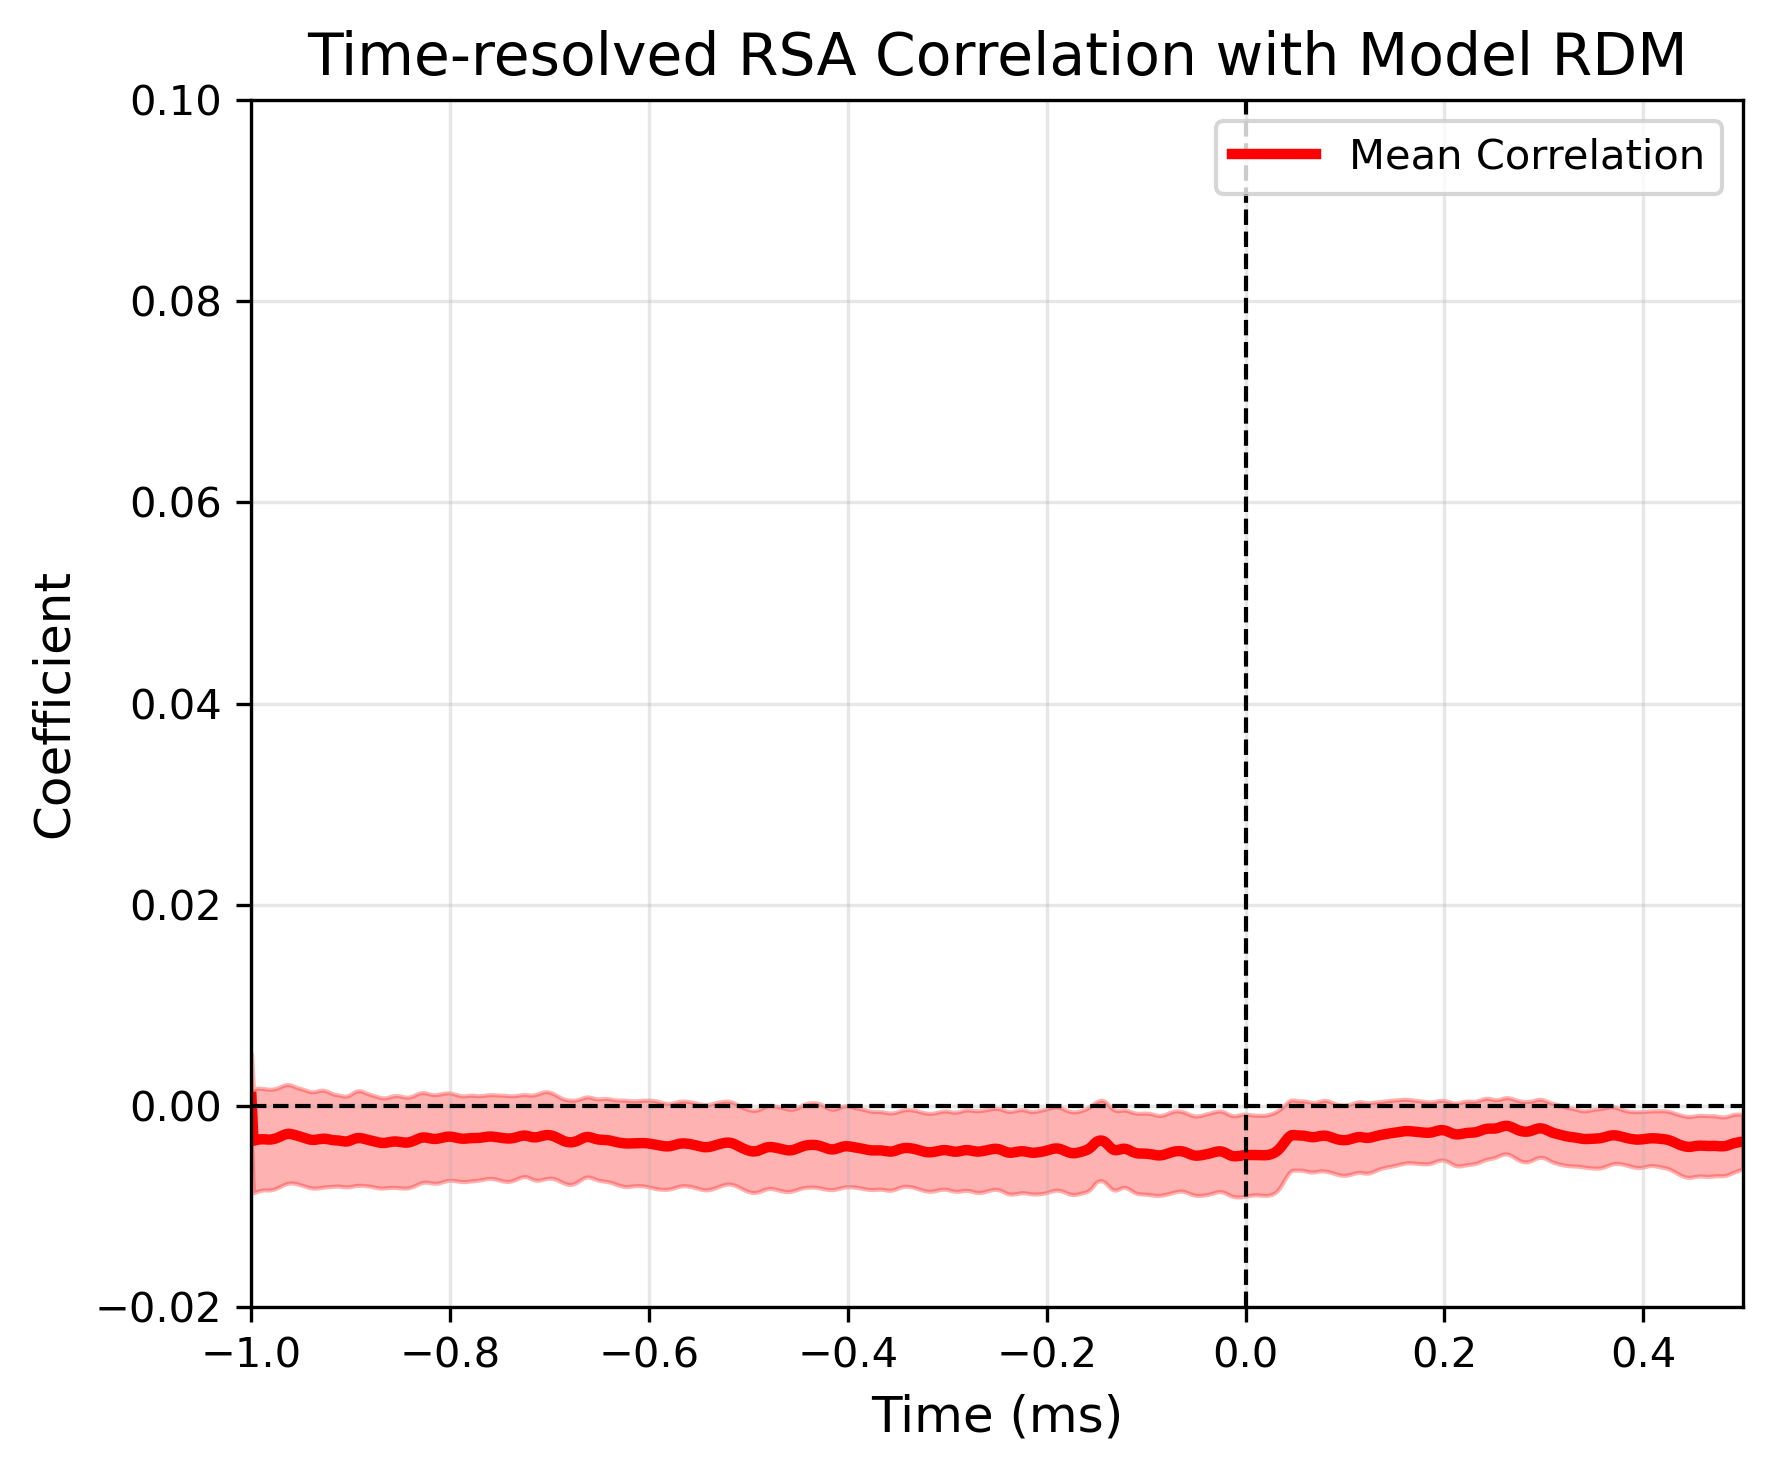 Time-resolved RSA Correlation with Model RDM
Mean Correlation
Coefficient
0.10
0.08
0.06
0.04
0.02
0.00
−0.02
−1.0 −0.8 −0.6 −0.4 −0.2 0.0 0.2 0.4
Time (ms)